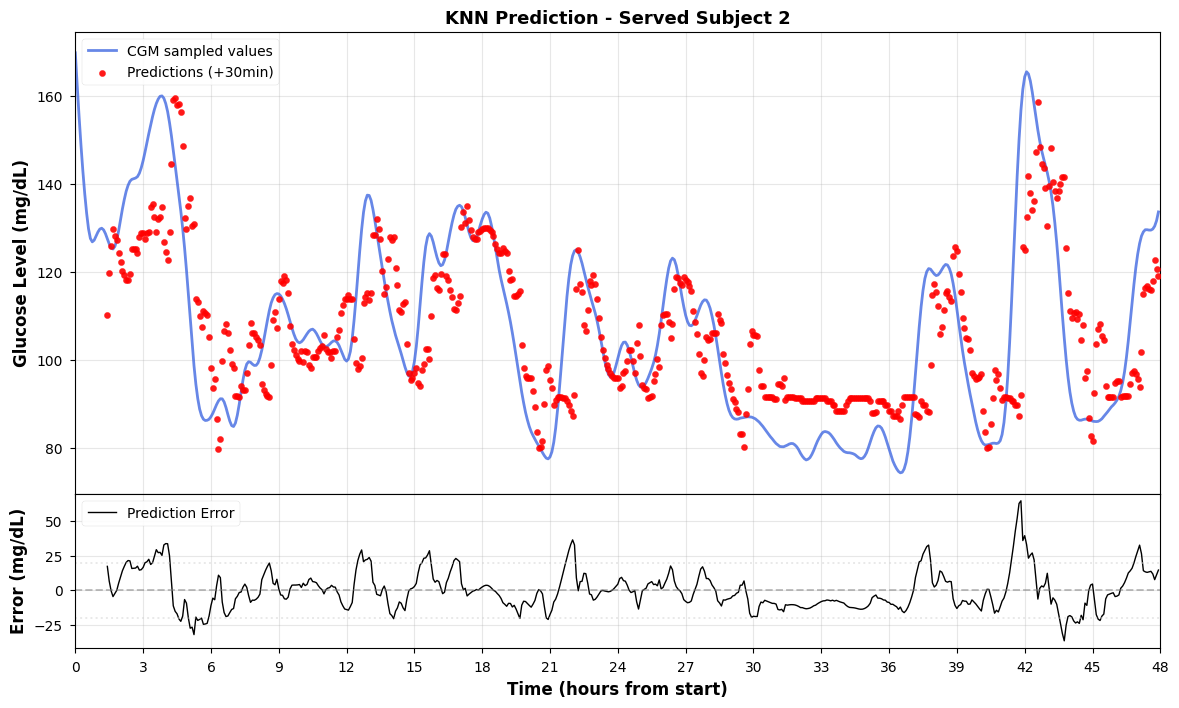 KNN Prediction - Served Subject 2
CGM sampled values
Predictions (+30min)
Glucose Level (mg/dL)
160
140
120
100
80
Prediction Error
Error (mg/dL)
50
25
0
−25
0 3 6 9 12 15 18 21 24 27 30 33 36 39 42 45 48
Time (hours from start)